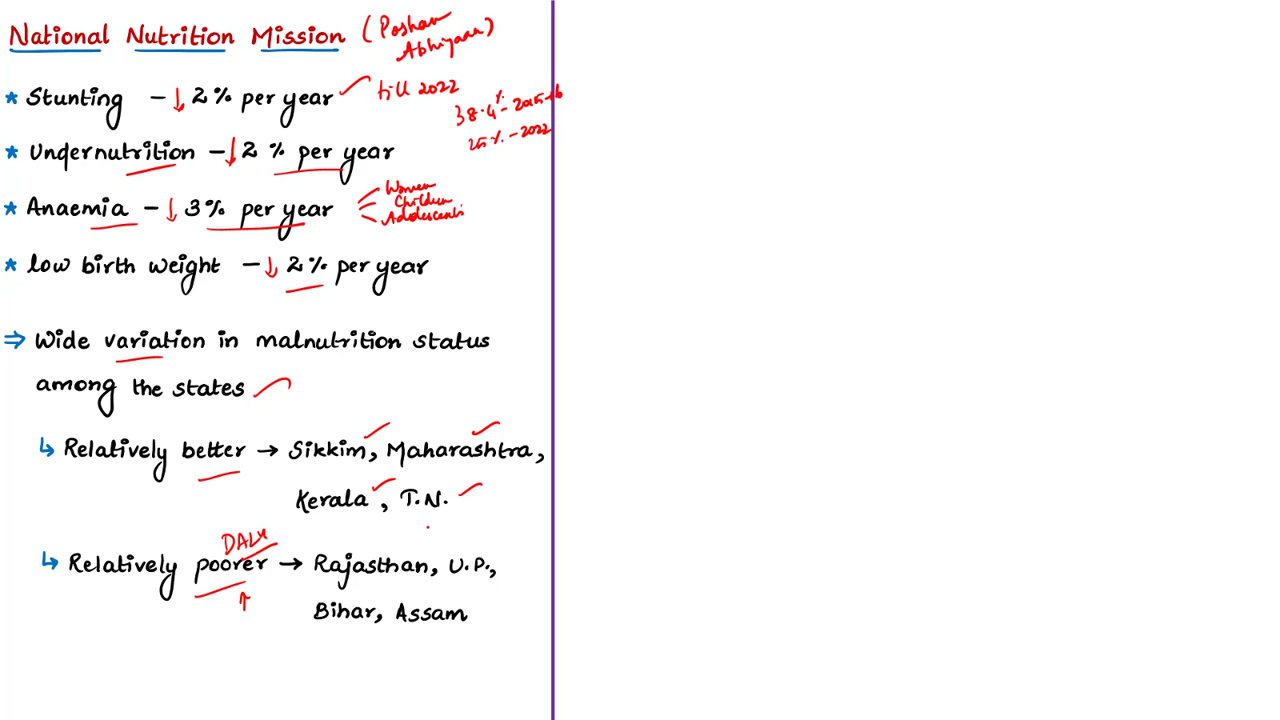 National Nutrition Mission (Poshan
Abhiyaan)
* Stunting - ↓ 2% per year till 2022
38.4% - 2015-16
25% - 2022
* Undernutrition - ↓ 2 % per year
* Anaemia - ↓ 3% per year
Women
Children
Adolescents
* low birth weight - ↓ 2% per year
⇒ Wide variation in malnutrition status
among the states
↳ Relatively better → Sikkim, Maharashtra,
Kerala, T.N.
DALY
↳ Relatively poorer → Rajasthan, U.P.,
↑
Bihar, Assam